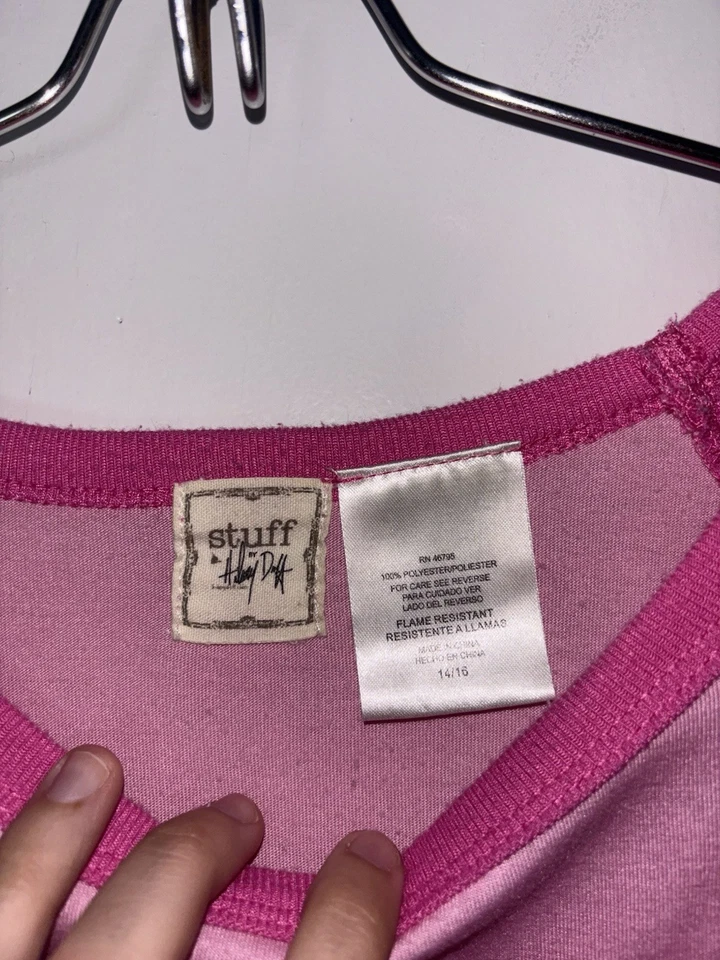 stuff
BY
Hilary Duff
RN 46795
100% POLYESTER/POLIESTER
FOR CARE SEE REVERSE
PARA CUIDADO VER
LADO DEL REVERSO
FLAME RESISTANT
RESISTENTE A LLAMAS
MADE IN CHINA
HECHO EN CHINA
14/16